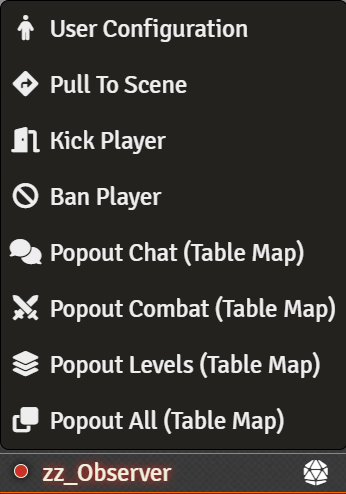 User Configuration
Pull To Scene
Kick Player
Ban Player
Popout Chat (Table Map)
Popout Combat (Table Map)
Popout Levels (Table Map)
Popout All (Table Map)
zz_Observer